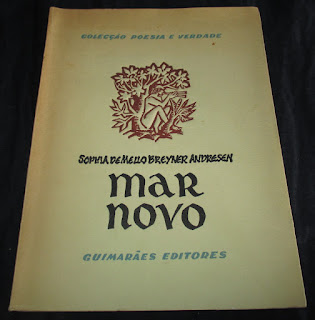 COLECÇÃO POESIA E VERDADE
SOPHIA DE MELLO BREYNER ANDRESEN
MAR
NOVO
GUIMARÃES EDITORES